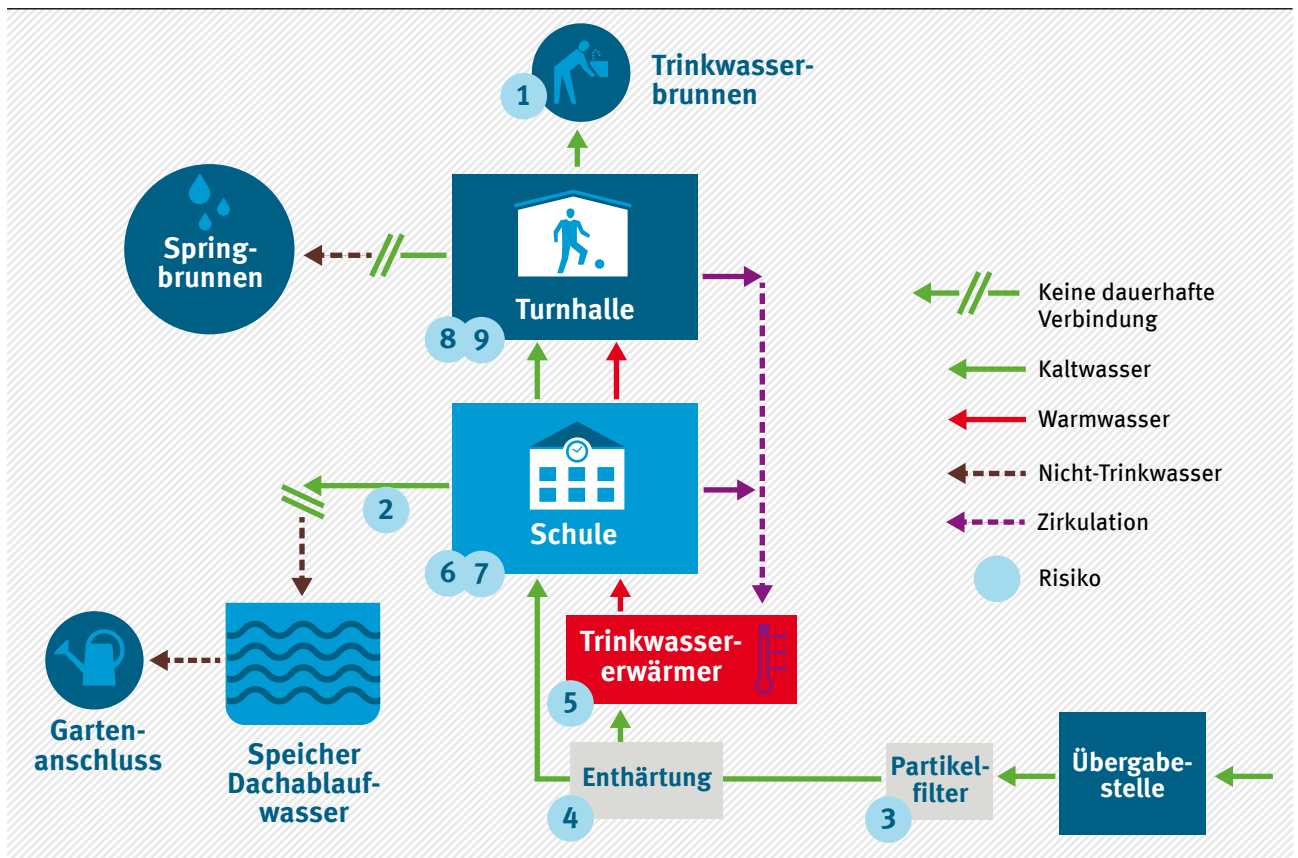 1
Trinkwasser-
brunnen
Spring-
brunnen
Turnhalle
8 9
Keine dauerhafte
Verbindung
Kaltwasser
Warmwasser
Nicht-Trinkwasser
Zirkulation
Risiko
2
Schule
6 7
Trinkwasser-
erwärmer
5
Garten-
anschluss
Speicher
Dachablauf-
wasser
Enthärtung
4
Partikel-
filter
3
Übergabe-
stelle